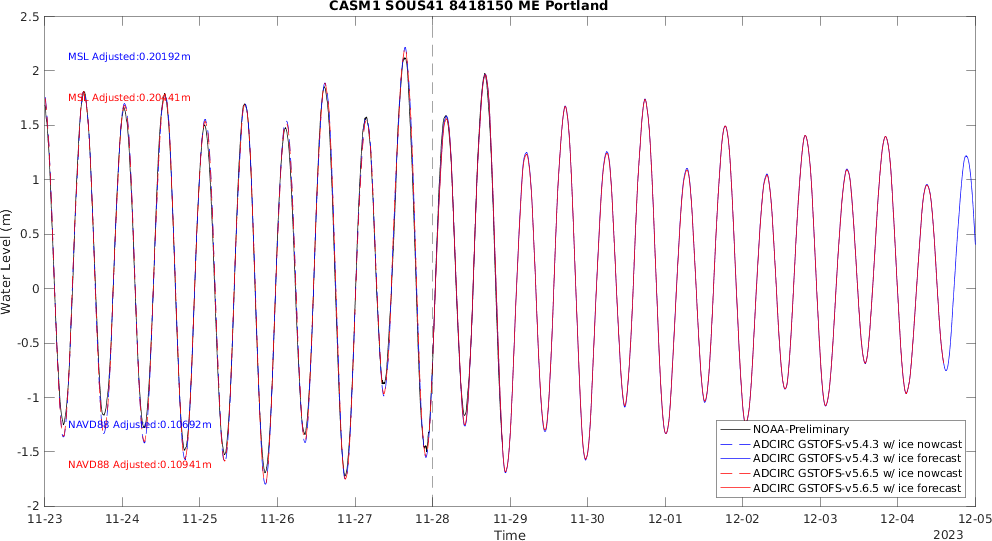 CASM1 SOUS41 8418150 ME Portland
2.5
2
1.5
1
0.5
0
-0.5
-1
-1.5
-2
Water Level (m)
MSL Adjusted:0.20192m
MSL Adjusted:0.20441m
NAVD88 Adjusted:0.10692m
NAVD88 Adjusted:0.10941m
NOAA-Preliminary
ADCIRC GSTOFS-v5.4.3 w/ ice nowcast
ADCIRC GSTOFS-v5.4.3 w/ ice forecast
ADCIRC GSTOFS-v5.6.5 w/ ice nowcast
ADCIRC GSTOFS-v5.6.5 w/ ice forecast
11-23 11-24 11-25 11-26 11-27 11-28 11-29 11-30 12-01 12-02 12-03 12-04 12-05
Time
2023